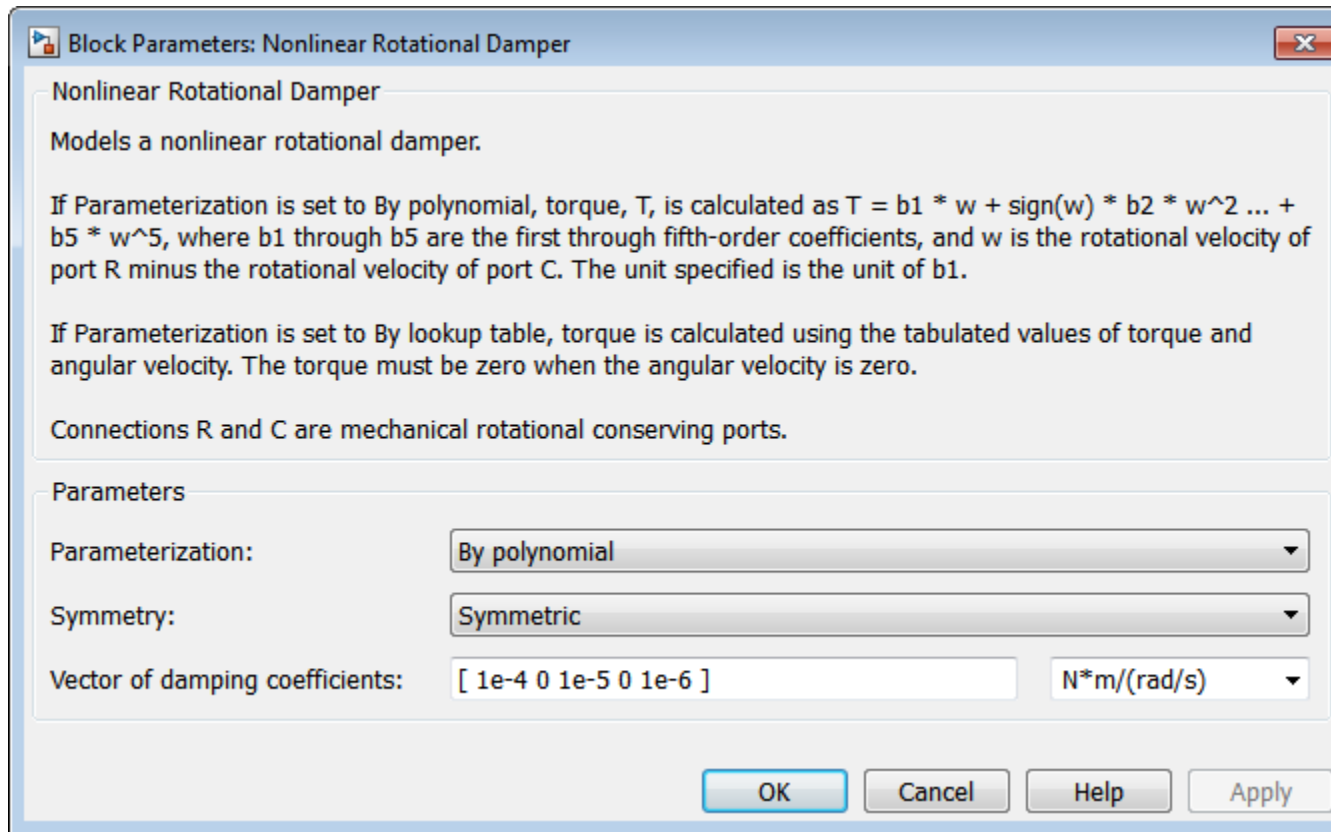 Block Parameters: Nonlinear Rotational Damper
Nonlinear Rotational Damper
Models a nonlinear rotational damper.
If Parameterization is set to By polynomial, torque, T, is calculated as T = b1 * w + sign(w) * b2 * w^2 ... +
b5 * w^5, where b1 through b5 are the first through fifth-order coefficients, and w is the rotational velocity of
port R minus the rotational velocity of port C. The unit specified is the unit of b1.
If Parameterization is set to By lookup table, torque is calculated using the tabulated values of torque and
angular velocity. The torque must be zero when the angular velocity is zero.
Connections R and C are mechanical rotational conserving ports.
Parameters
Parameterization: By polynomial
Symmetry: Symmetric
Vector of damping coefficients: [ 1e-4 0 1e-5 0 1e-6 ] N*m/(rad/s)
OK Cancel Help Apply